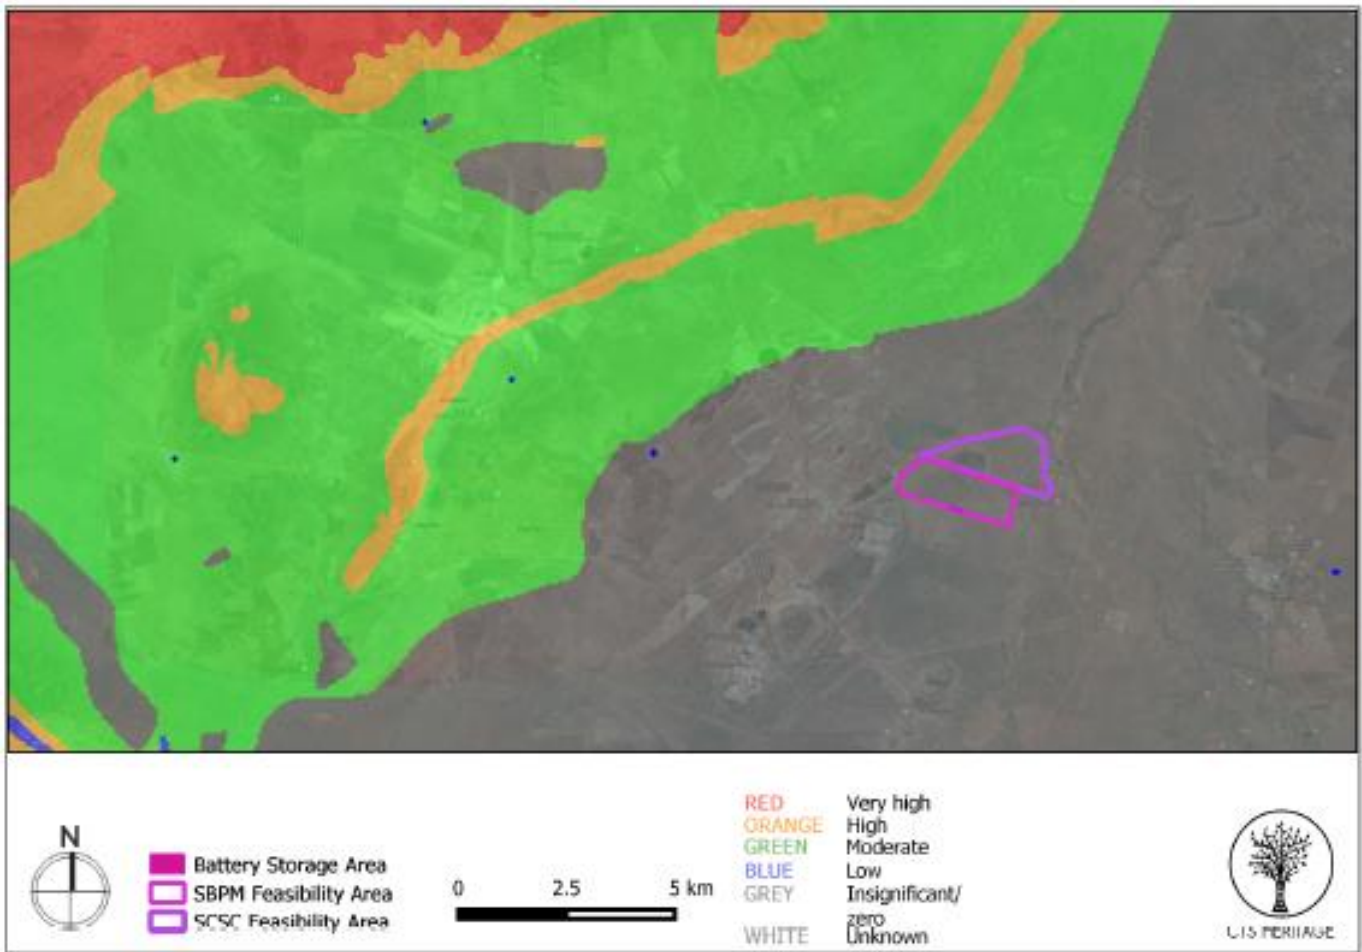 N
Battery Storage Area
SBPM Feasibility Area
SCSC Feasibility Area
0 2.5 5 km
RED Very high
ORANGE High
GREEN Moderate
BLUE Low
GREY Insignificant/
zero
WHITE Unknown
CTS HERITAGE